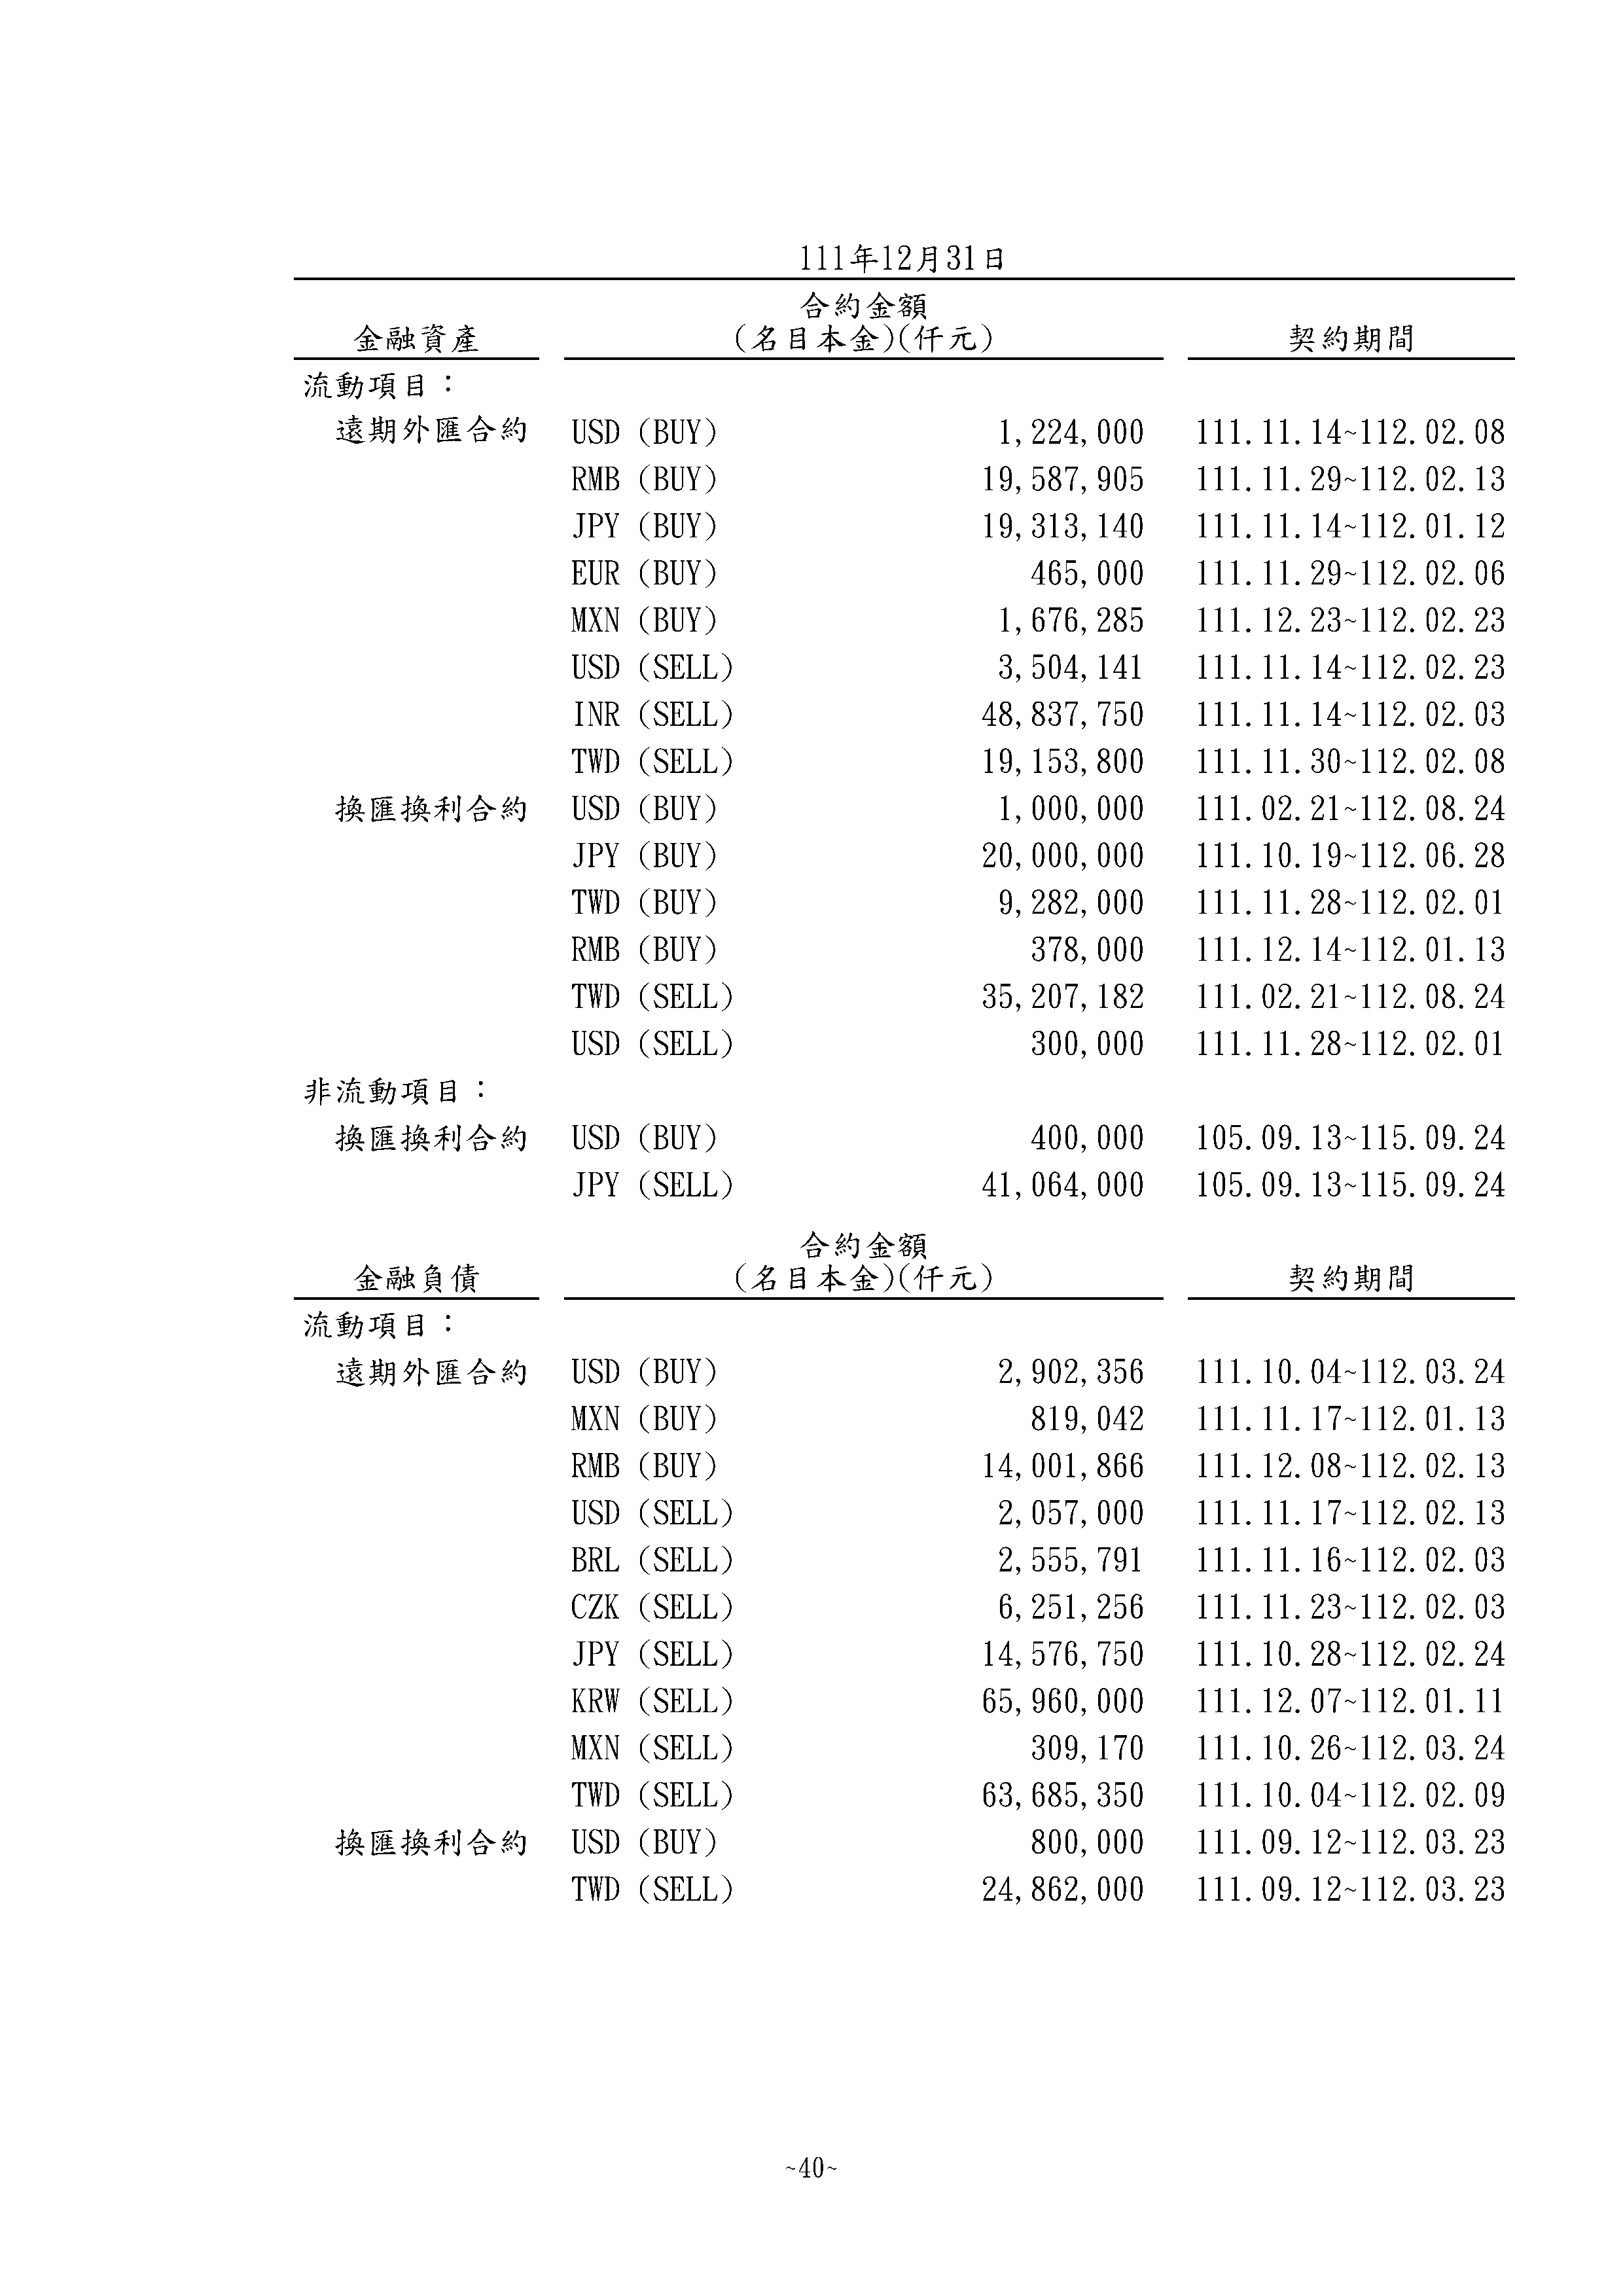 111年12月31日
合約金額
金融資產 (名目本金)(仟元) 契約期間
流動項目：
遠期外匯合約 USD (BUY) 1,224,000 111.11.14~112.02.08
RMB (BUY) 19,587,905 111.11.29~112.02.13
JPY (BUY) 19,313,140 111.11.14~112.01.12
EUR (BUY) 465,000 111.11.29~112.02.06
MXN (BUY) 1,676,285 111.12.23~112.02.23
USD (SELL) 3,504,141 111.11.14~112.02.23
INR (SELL) 48,837,750 111.11.14~112.02.03
TWD (SELL) 19,153,800 111.11.30~112.02.08
換匯換利合約 USD (BUY) 1,000,000 111.02.21~112.08.24
JPY (BUY) 20,000,000 111.10.19~112.06.28
TWD (BUY) 9,282,000 111.11.28~112.02.01
RMB (BUY) 378,000 111.12.14~112.01.13
TWD (SELL) 35,207,182 111.02.21~112.08.24
USD (SELL) 300,000 111.11.28~112.02.01
非流動項目：
換匯換利合約 USD (BUY) 400,000 105.09.13~115.09.24
JPY (SELL) 41,064,000 105.09.13~115.09.24
合約金額
金融負債 (名目本金)(仟元) 契約期間
流動項目：
遠期外匯合約 USD (BUY) 2,902,356 111.10.04~112.03.24
MXN (BUY) 819,042 111.11.17~112.01.13
RMB (BUY) 14,001,866 111.12.08~112.02.13
USD (SELL) 2,057,000 111.11.17~112.02.13
BRL (SELL) 2,555,791 111.11.16~112.02.03
CZK (SELL) 6,251,256 111.11.23~112.02.03
JPY (SELL) 14,576,750 111.10.28~112.02.24
KRW (SELL) 65,960,000 111.12.07~112.01.11
MXN (SELL) 309,170 111.10.26~112.03.24
TWD (SELL) 63,685,350 111.10.04~112.02.09
換匯換利合約 USD (BUY) 800,000 111.09.12~112.03.23
TWD (SELL) 24,862,000 111.09.12~112.03.23
~40~